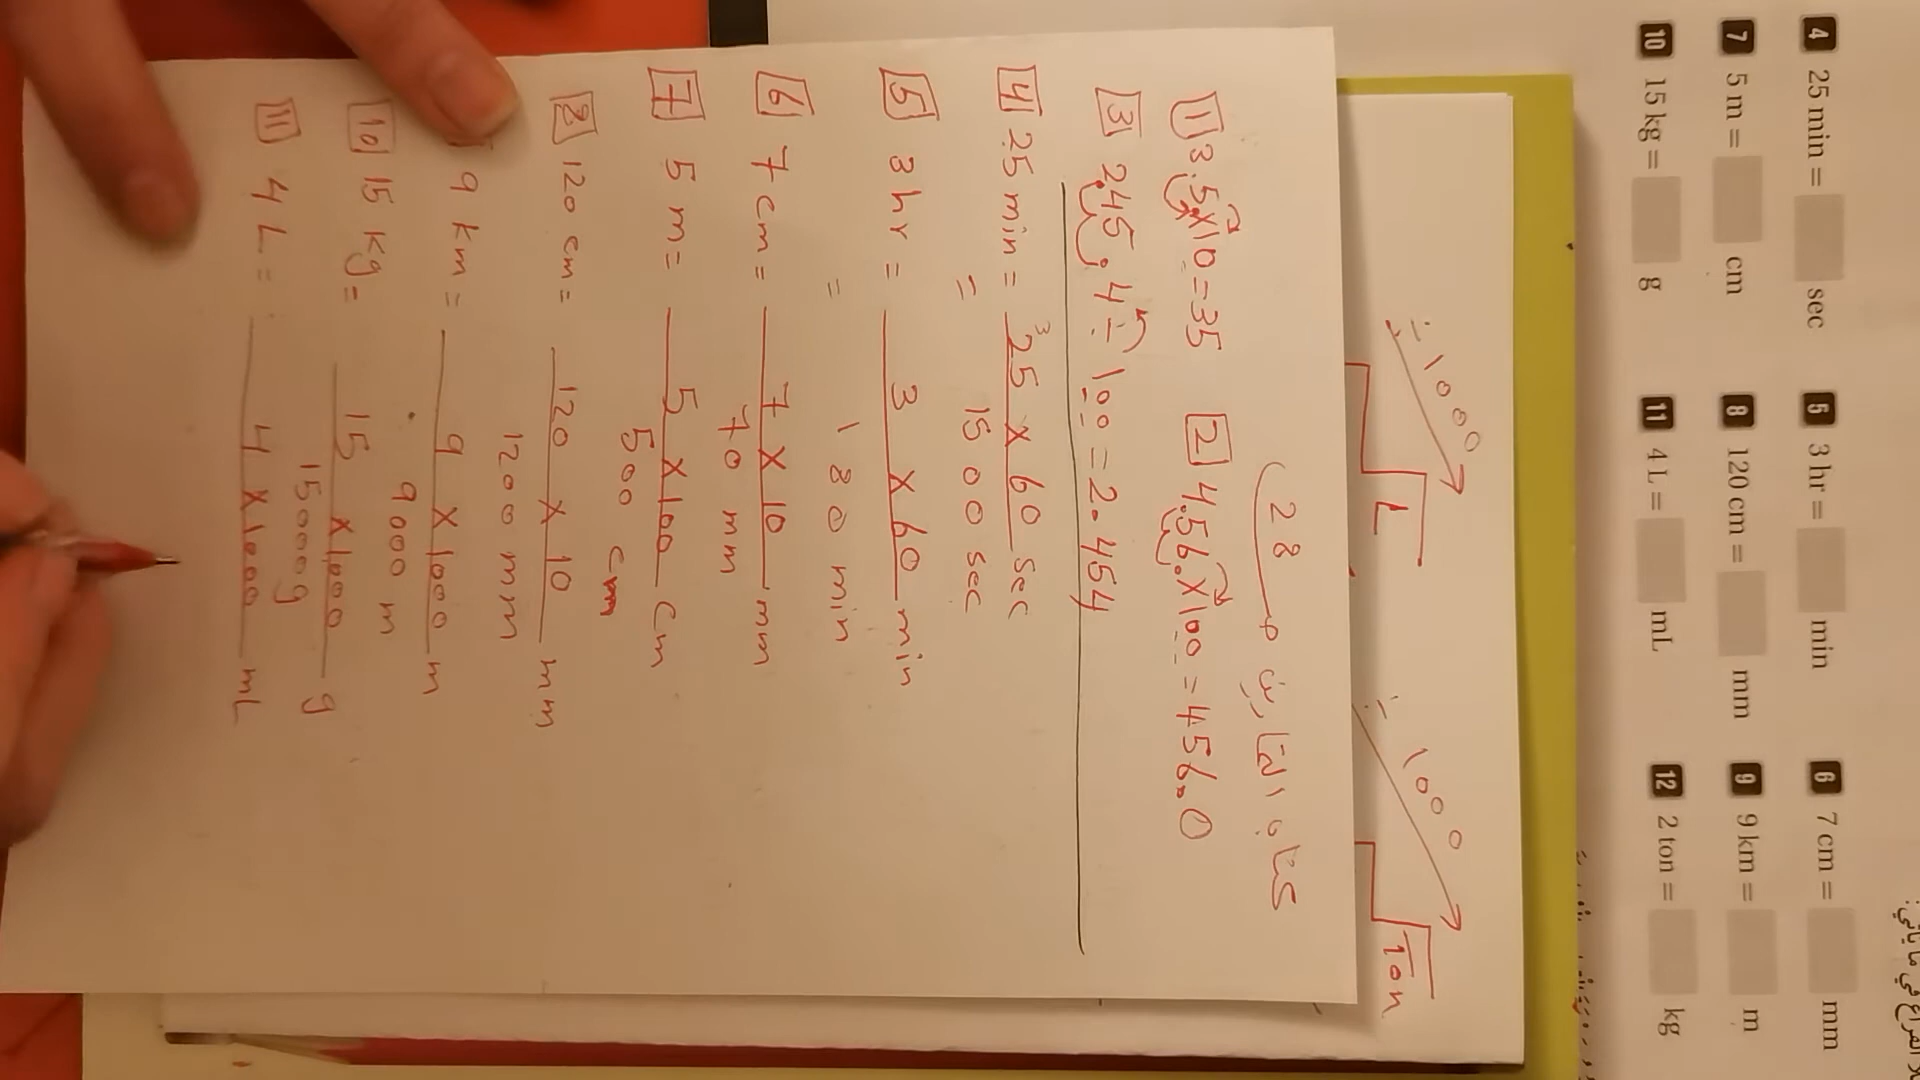 كتاب التمارين ص 28
1 3.5 x 10 = 35 2 4.56 x 100 = 456.0
3 245.4 ÷ 100 = 2.454
4 25 min = 25 x 60 sec
= 1500 sec
5 3 hr = 3 x 60 min
= 180 min
6 7 cm = 7 x 10 mm
70 mm
7 5 m = 5 x 100 cm
500 cm
8 120 cm = 120 x 10 mm
1200 mm
9 km = 9 x 1000 m
9000 m
10 15 kg = 15 x 1000 g
15000 g
11 4 L = 4 x 1000 mL
÷ 1000 ÷ 1000
L ton
4 25 min = sec 5 3 hr = min 6 7 cm = mm
7 5 m = cm 8 120 cm = mm 9 9 km = m
10 15 kg = g 11 4 L = mL 12 2 ton = kg
الفراغ في ما يأتي: